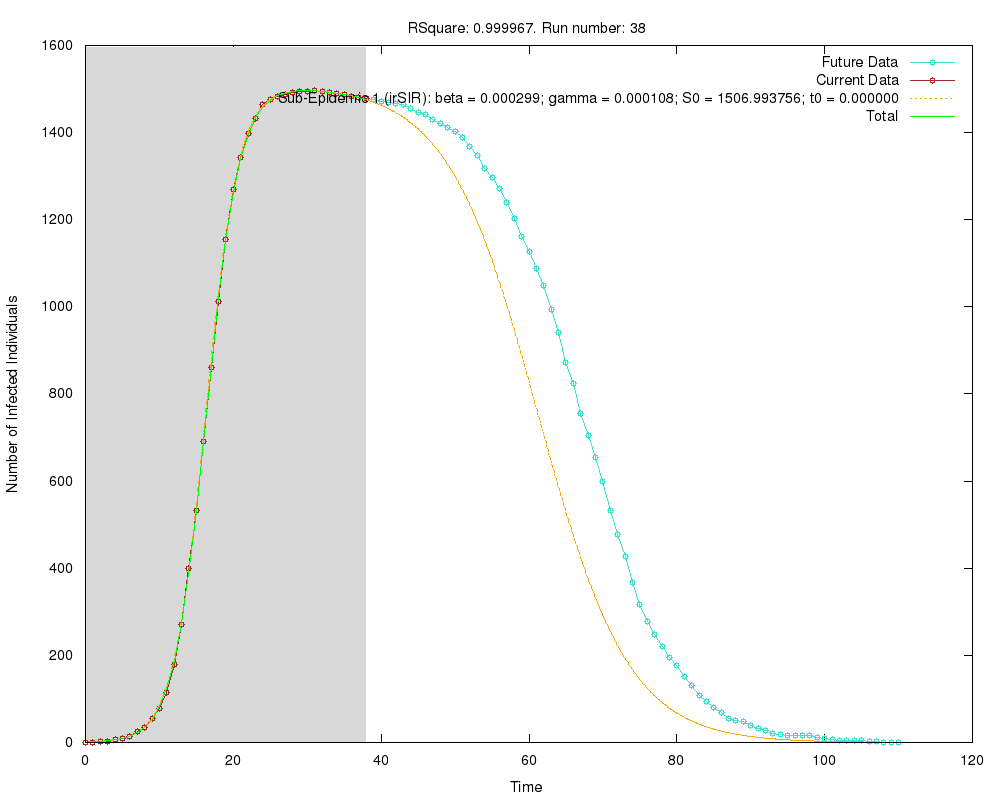 RSquare: 0.999967. Run number: 38
1600
1400
1200
1000
800
600
400
200
0
Number of Infected Individuals
Future Data
Current Data
Sub-Epidemic 1 (irSIR): beta = 0.000299; gamma = 0.000108; S0 = 1506.993756; t0 = 0.000000
Total
0 20 40 60 80 100 120
Time